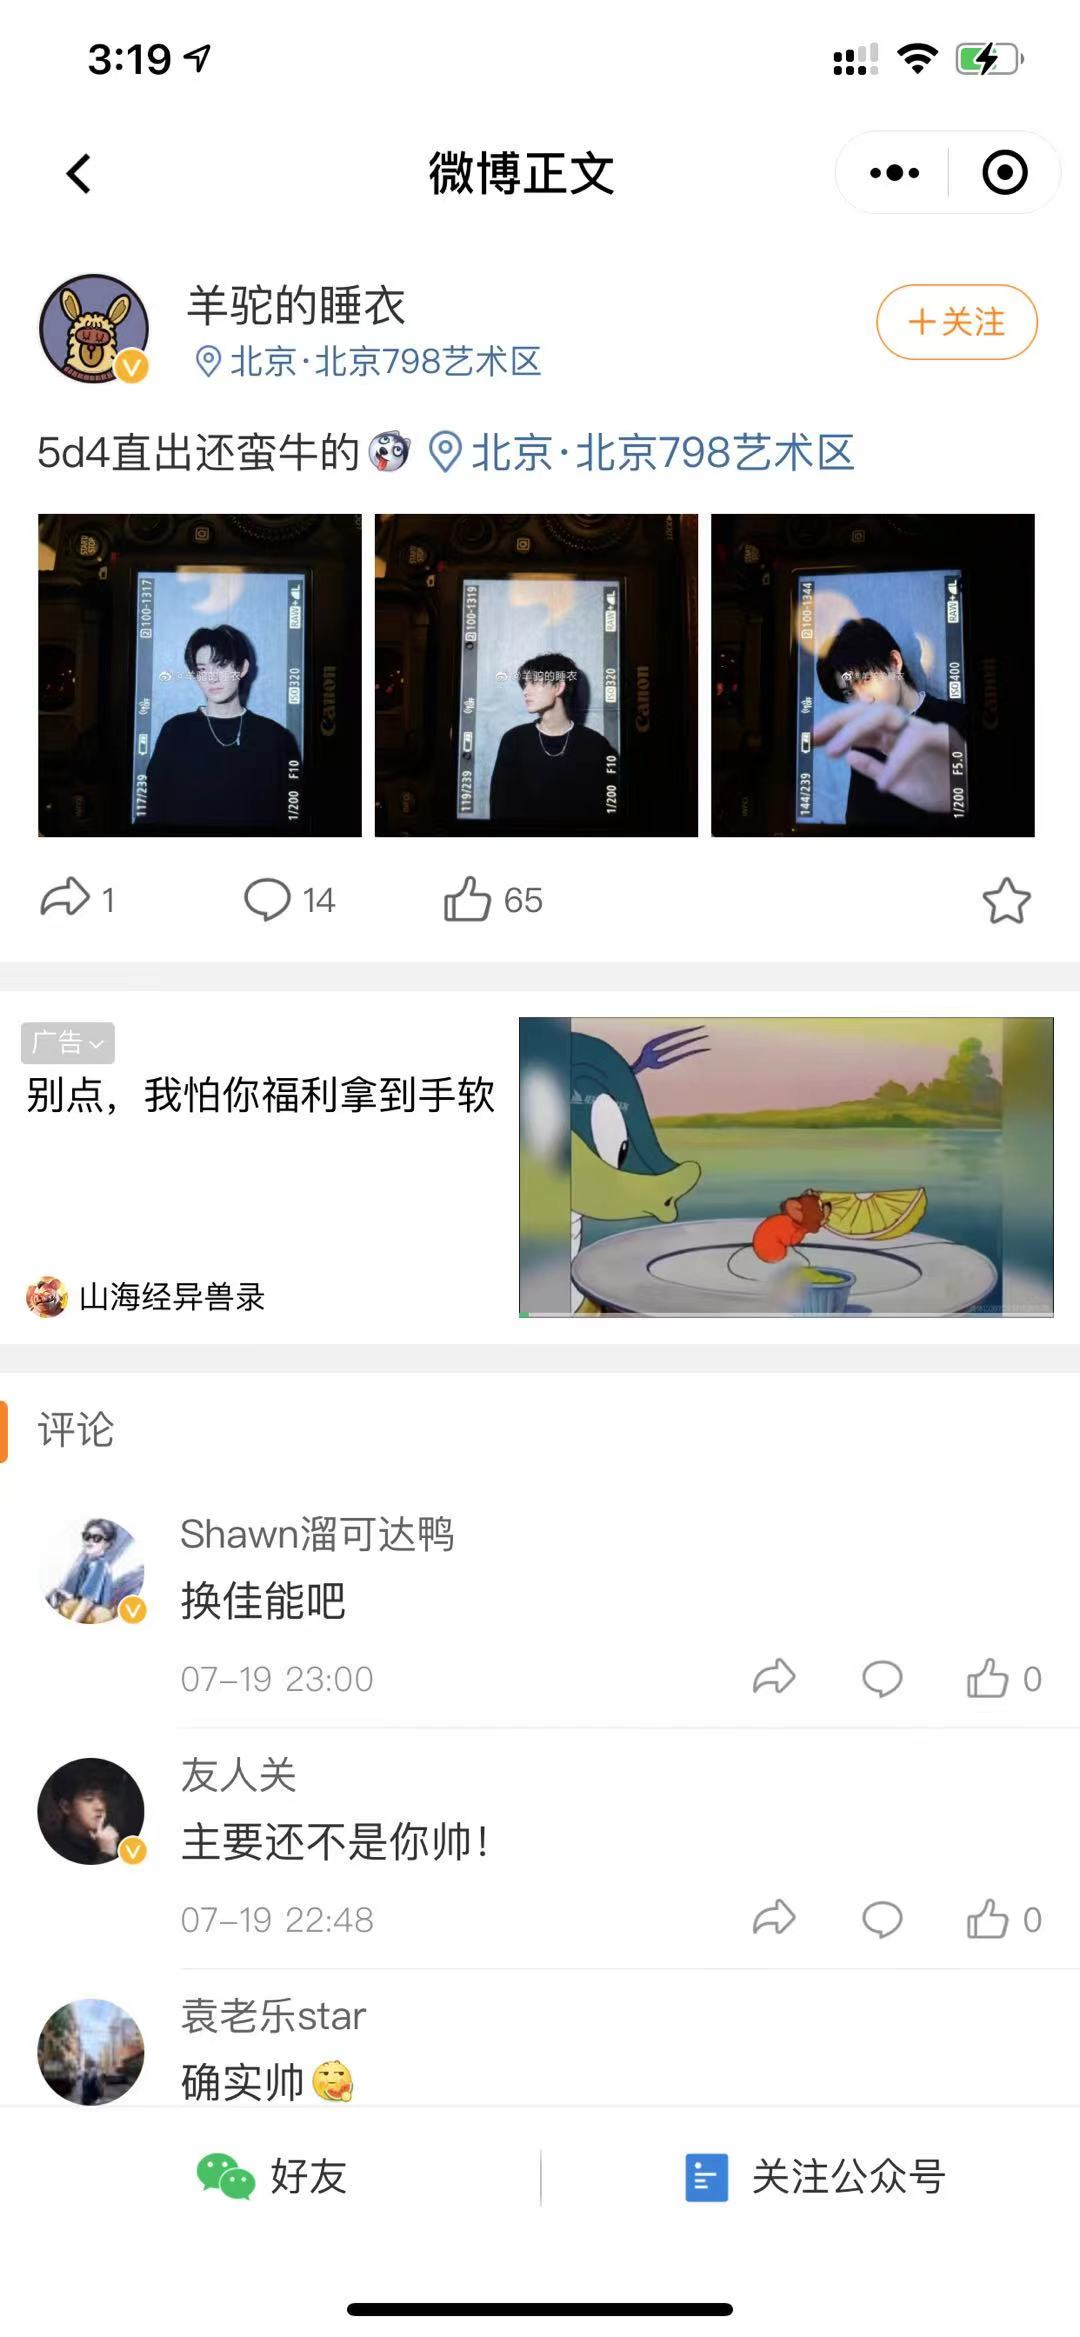 3:19
微博正文
羊驼的睡衣
北京·北京798艺术区
+关注
5d4直出还蛮牛的 北京·北京798艺术区
100-1317
RAW+L
@羊驼的睡衣
ISO 320
Canon
117/239
1/200 F10
100-1319
RAW+L
@羊驼的睡衣
ISO 320
Canon
119/239
1/200 F10
100-1344
RAW+L
ISO 400
Canon
144/239
1/200 F5.0
1
14
65
广告
别点，我怕你福利拿到手软
山海经异兽录
评论
Shawn溜可达鸭
换佳能吧
07-19 23:00
0
友人关
主要还不是你帅！
07-19 22:48
0
袁老乐star
确实帅
好友
关注公众号